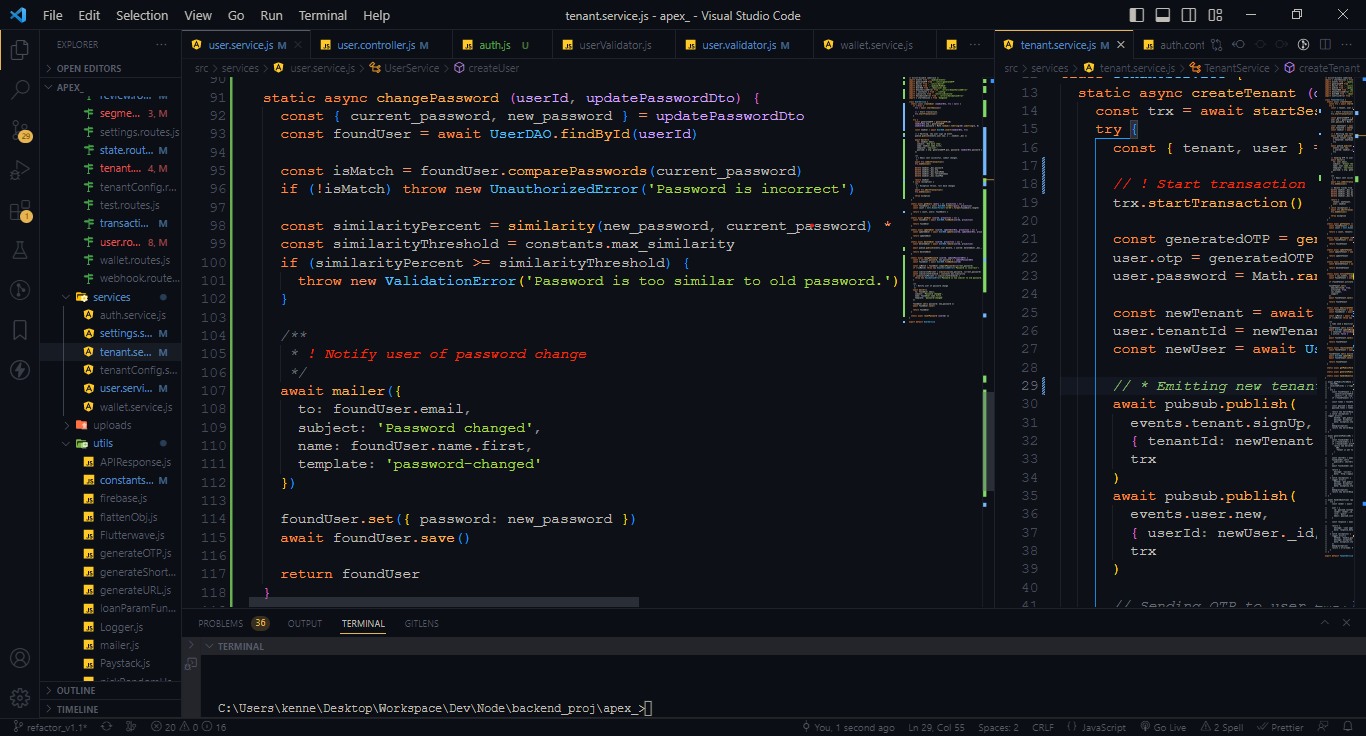 File Edit Selection View Go Run Terminal Help
tenant.service.js - apex_ - Visual Studio Code
EXPLORER
OPEN EDITORS
APEX_
segme... 3, M
settings.routes.js
state.rout... M
tenant.... 4, M
tenantConfig.r...
test.routes.js
transacti... M
user.ro... 8, M
wallet.routes.js
webhook.route...
services
auth.service.js
settings.s... M
tenant.se... M
tenantConfig.s...
user.servi... M
wallet.service.js
uploads
utils
APIResponse.js
constants... M
firebase.js
flattenObj.js
Flutterwave.js
generateOTP.js
generateShort...
generateURL.js
loanParamFun...
Logger.js
mailer.js
Paystack.js
OUTLINE
TIMELINE
29
1
user.service.js M
user.controller.js M
auth.js U
userValidator.js
user.validator.js M
wallet.service.js
src > services > user.service.js > UserService > createUser
90
91 static async changePassword (userId, updatePasswordDto) {
92 const { current_password, new_password } = updatePasswordDto
93 const foundUser = await UserDAO.findById(userId)
94
95 const isMatch = foundUser.comparePasswords(current_password)
96 if (!isMatch) throw new UnauthorizedError('Password is incorrect')
97
98 const similarityPercent = similarity(new_password, current_password) *
99 const similarityThreshold = constants.max_similarity
100 if (similarityPercent >= similarityThreshold) {
101 throw new ValidationError('Password is too similar to old password.')
102 }
103
104 /**
105 * ! Notify user of password change
106 */
107 await mailer({
108 to: foundUser.email,
109 subject: 'Password changed',
110 name: foundUser.name.first,
111 template: 'password-changed'
112 })
113
114 foundUser.set({ password: new_password })
115 await foundUser.save()
116
117 return foundUser
118 }
tenant.service.js M
auth.cont
src > services > tenant.service.js > TenantService > createTenant
13 static async createTenant (
14 const trx = await startSes
15 try {
16 const { tenant, user } =
17
18 // ! Start transaction
19 trx.startTransaction()
20
21 const generatedOTP = gen
22 user.otp = generatedOTP
23 user.password = Math.ran
24
25 const newTenant = await
26 user.tenantId = newTenan
27 const newUser = await Us
28
29 // * Emitting new tenant
30 await pubsub.publish(
31 events.tenant.signUp,
32 { tenantId: newTenant
33 trx
34 )
35 await pubsub.publish(
36 events.user.new,
37 { userId: newUser._id,
38 trx
39 )
40
41 // Sending OTP to user
PROBLEMS 36 OUTPUT TERMINAL GITLENS
TERMINAL
C:\Users\kenne\Desktop\Workspace\Dev\Node\backend_proj\apex_>
refactor_v1.1* 20 0 16 You, 1 second ago Ln 29, Col 55 Spaces: 2 CRLF JavaScript Go Live 2 Spell Prettier